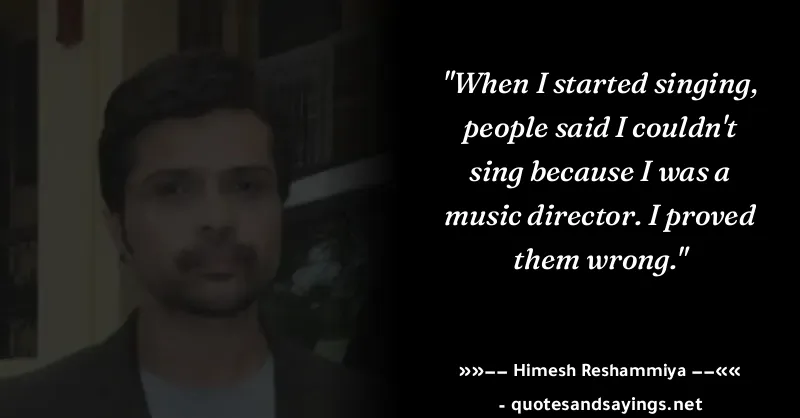 "When I started singing,
people said I couldn't
sing because I was a
music director. I proved
them wrong."
»»−− Himesh Reshammiya −−««
- quotesandsayings.net